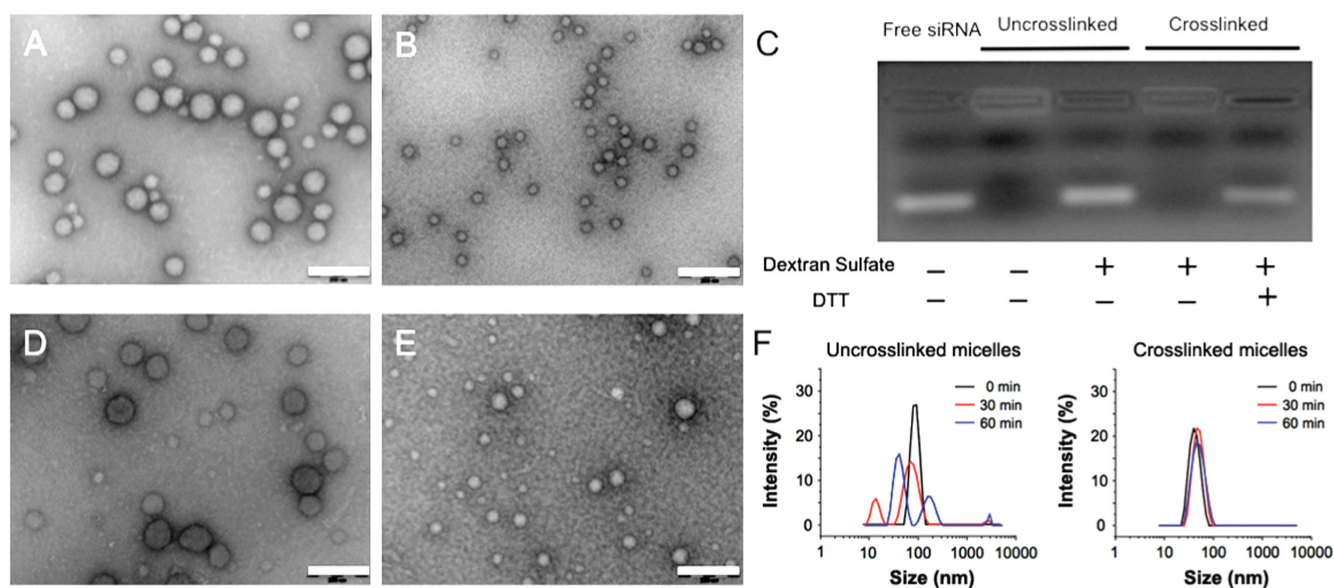 A
B
C
Free siRNA Uncrosslinked Crosslinked
Dextran Sulfate – – + + +
DTT – – – – +
D
E
F
Uncrosslinked micelles
Intensity (%)
30
20
10
0
0 min
30 min
60 min
1 10 100 1000 10000
Size (nm)
Crosslinked micelles
Intensity (%)
30
20
10
0
0 min
30 min
60 min
1 10 100 1000 10000
Size (nm)